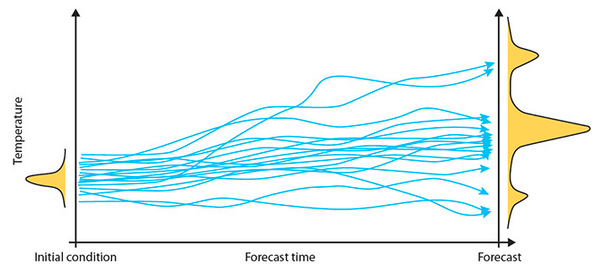 Temperature
Initial condition
Forecast time
Forecast